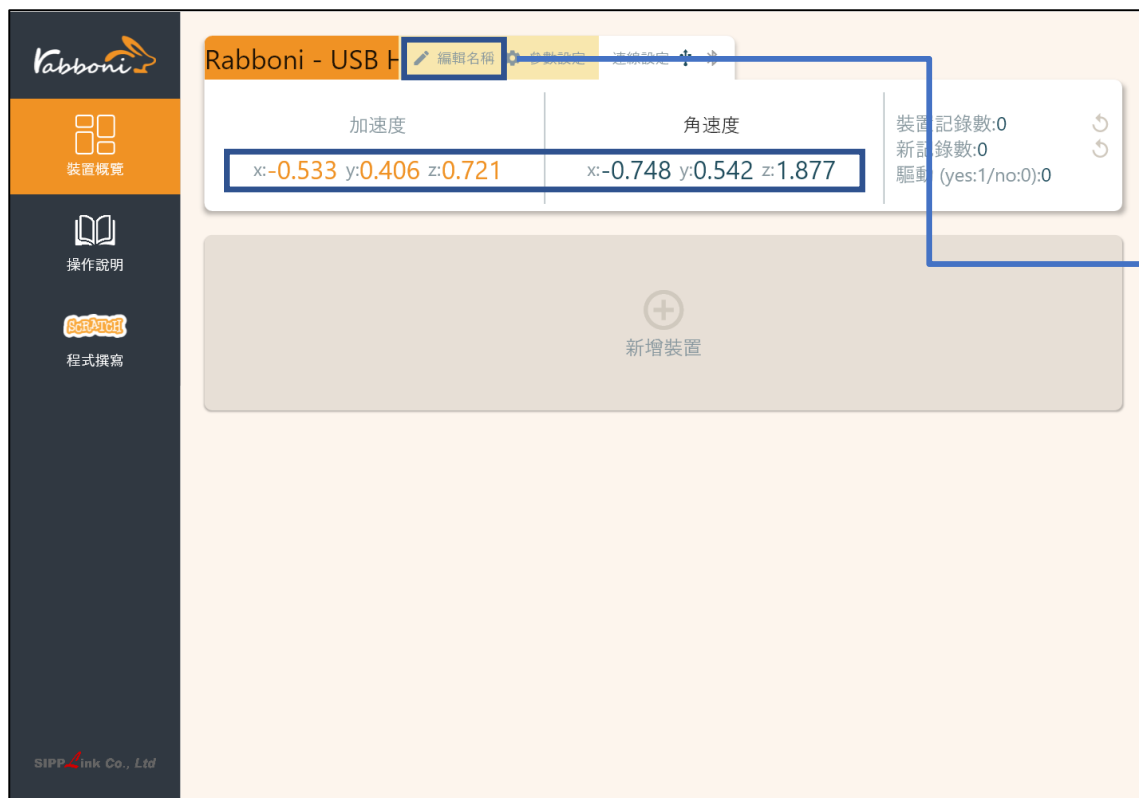 rabboni
裝置概覽
操作說明
SCRATCH
程式撰寫
SIPPLink Co., Ltd
Rabboni - USB H 編輯名稱 參數設定 連線設定
加速度
x:-0.533 y:0.406 z:0.721
角速度
x:-0.748 y:0.542 z:1.877
裝置記錄數:0
新記錄數:0
驅動 (yes:1/no:0):0
新增裝置